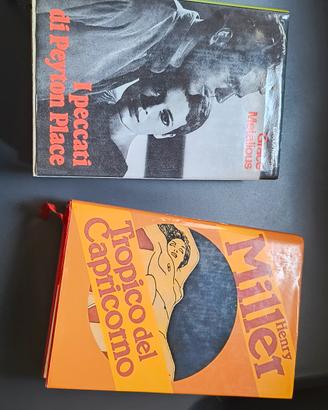 Grace
Metalious
I peccati
di Peyton Place
Henry
Miller
Tropico del
Capricorno